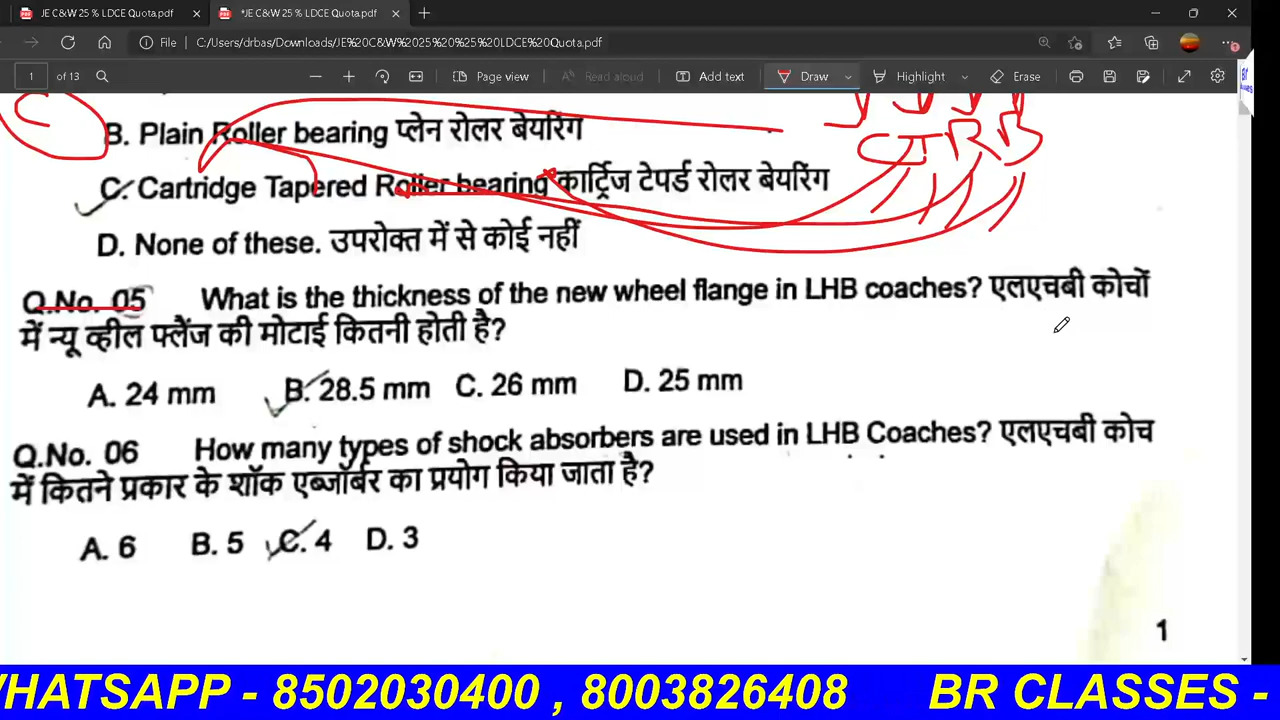 JE C&W 25 % LDCE Quota.pdf
*JE C&W 25 % LDCE Quota.pdf
File C:/Users/drbas/Downloads/JE%20C&W%2025%20%25%20LDCE%20Quota.pdf
1 of 13 Page view Read aloud Add text Draw Highlight Erase
BT
C
B. Plain Roller bearing प्लेन रोलर बेयरिंग
CTRB
C. Cartridge Tapered Roller bearing कार्ट्रिज टेपर्ड रोलर बेयरिंग
D. None of these. उपरोक्त में से कोई नहीं
Q.No. 05 What is the thickness of the new wheel flange in LHB coaches? एलएचबी कोचों
में न्यू व्हील फ्लैंज की मोटाई कितनी होती है?
A. 24 mm B. 28.5 mm C. 26 mm D. 25 mm
Q.No. 06 How many types of shock absorbers are used in LHB Coaches? एलएचबी कोच
में कितने प्रकार के शॉक एब्जॉर्बर का प्रयोग किया जाता है?
A. 6 B. 5 C. 4 D. 3
1
WHATSAPP - 8502030400 , 8003826408 BR CLASSES -